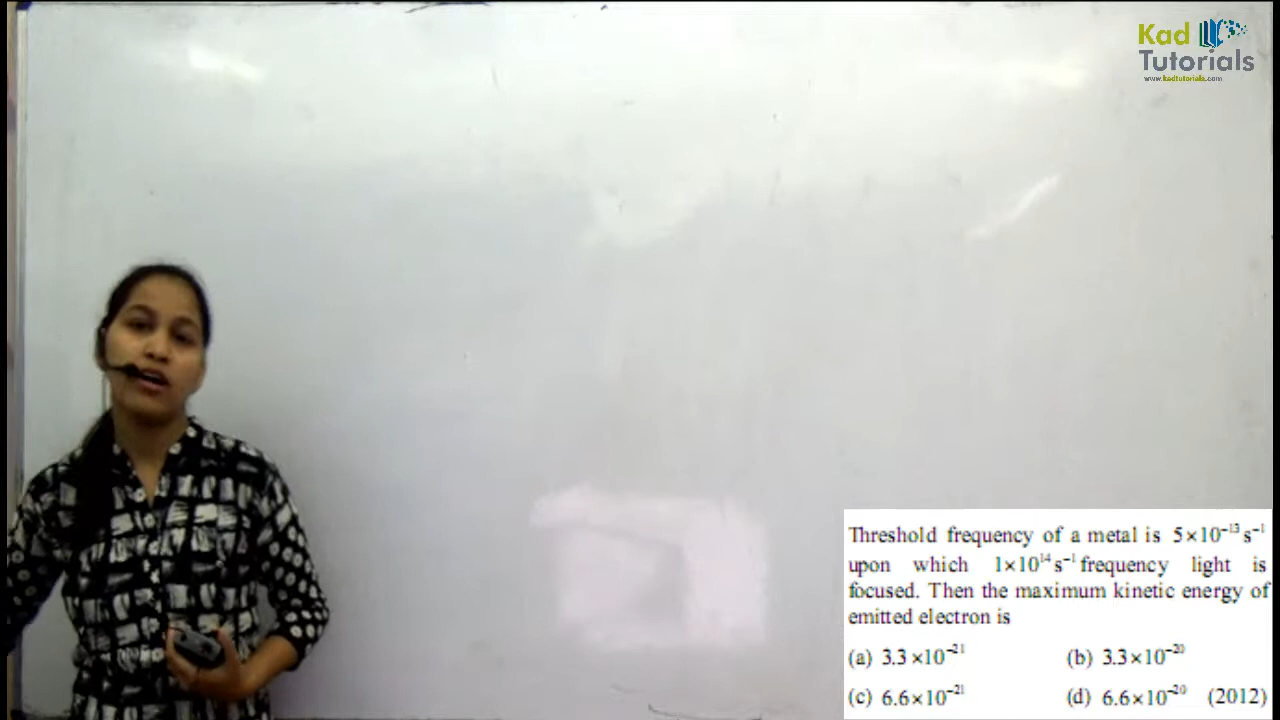 Kad
Tutorials
www.kadtutorials.com
Threshold frequency of a metal is 5×10⁻¹³ s⁻¹
upon which 1×10¹⁴ s⁻¹ frequency light is
focused. Then the maximum kinetic energy of
emitted electron is
(a) 3.3×10⁻²¹ (b) 3.3×10⁻²⁰
(c) 6.6×10⁻²¹ (d) 6.6×10⁻²⁰ (2012)